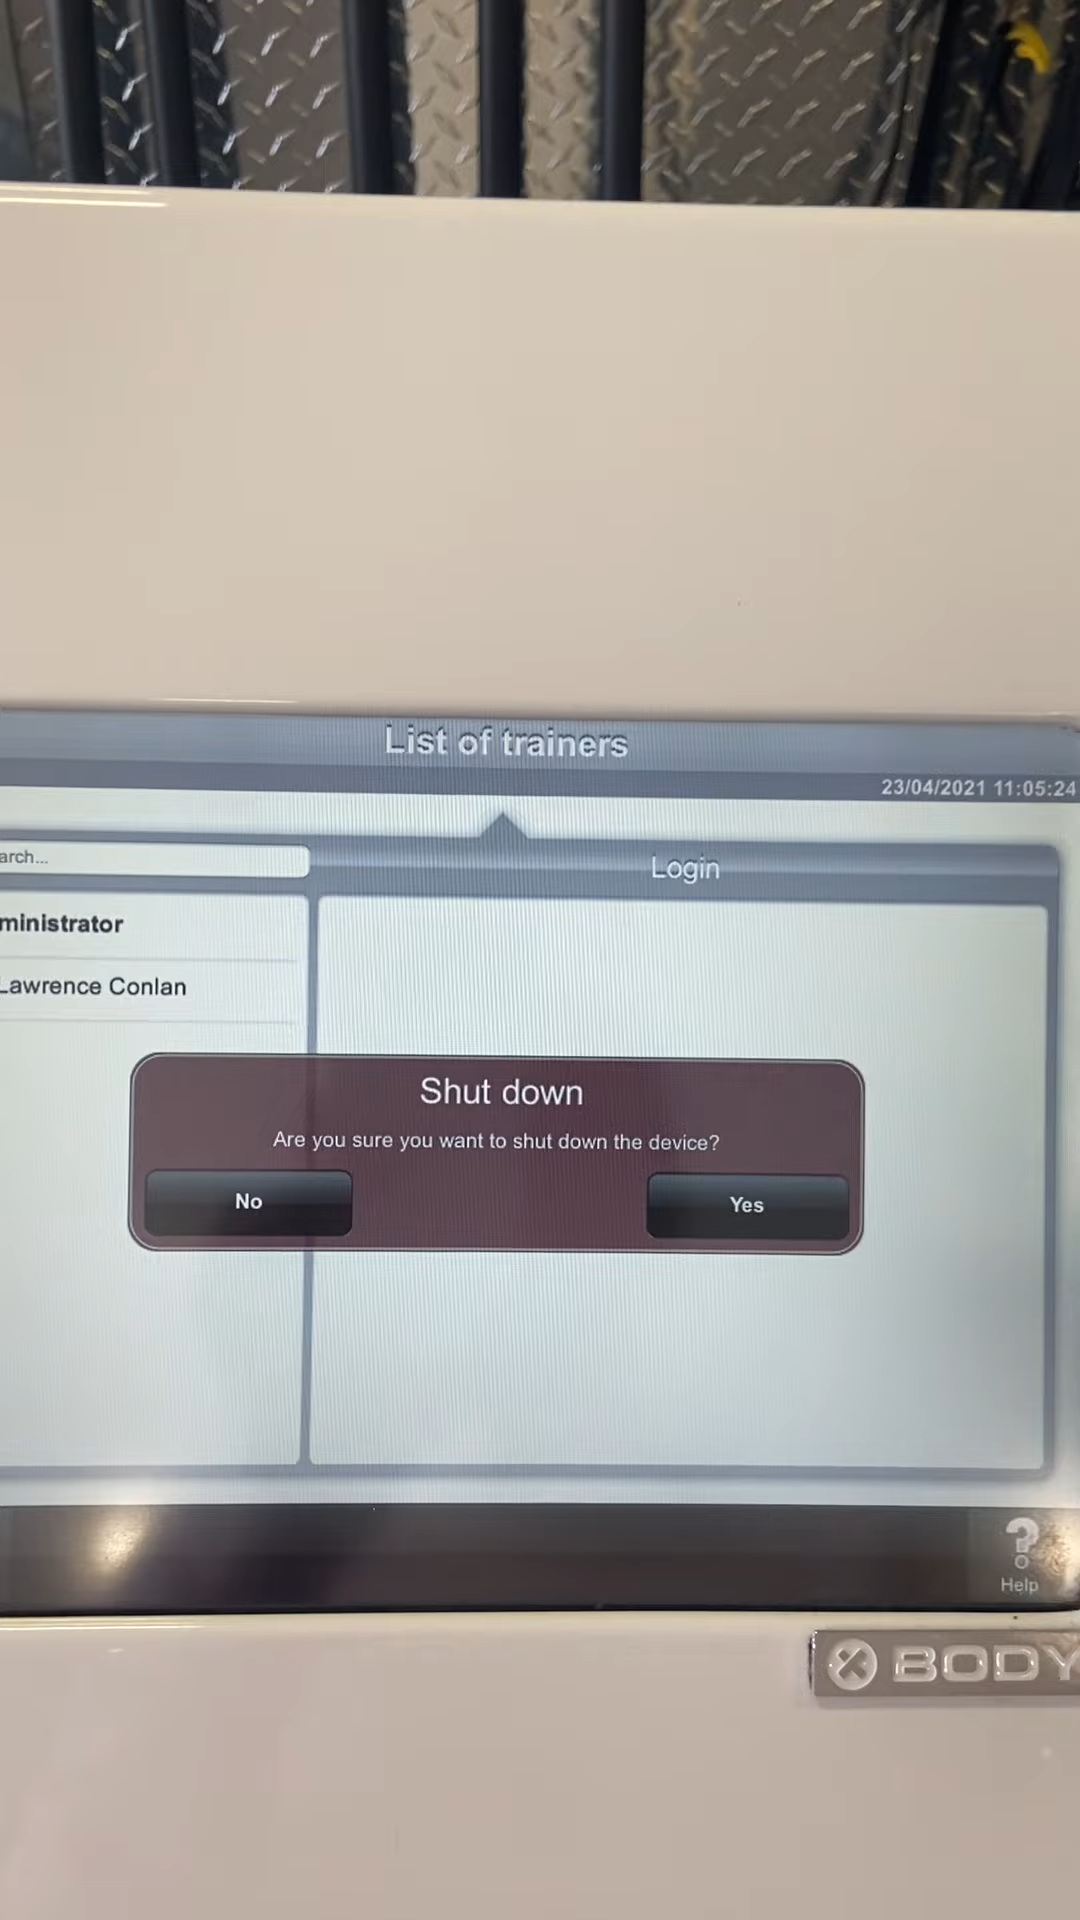 List of trainers
23/04/2021 11:05:24
arch...
Login
ministrator
Lawrence Conlan
Shut down
Are you sure you want to shut down the device?
No
Yes
Help
BODY